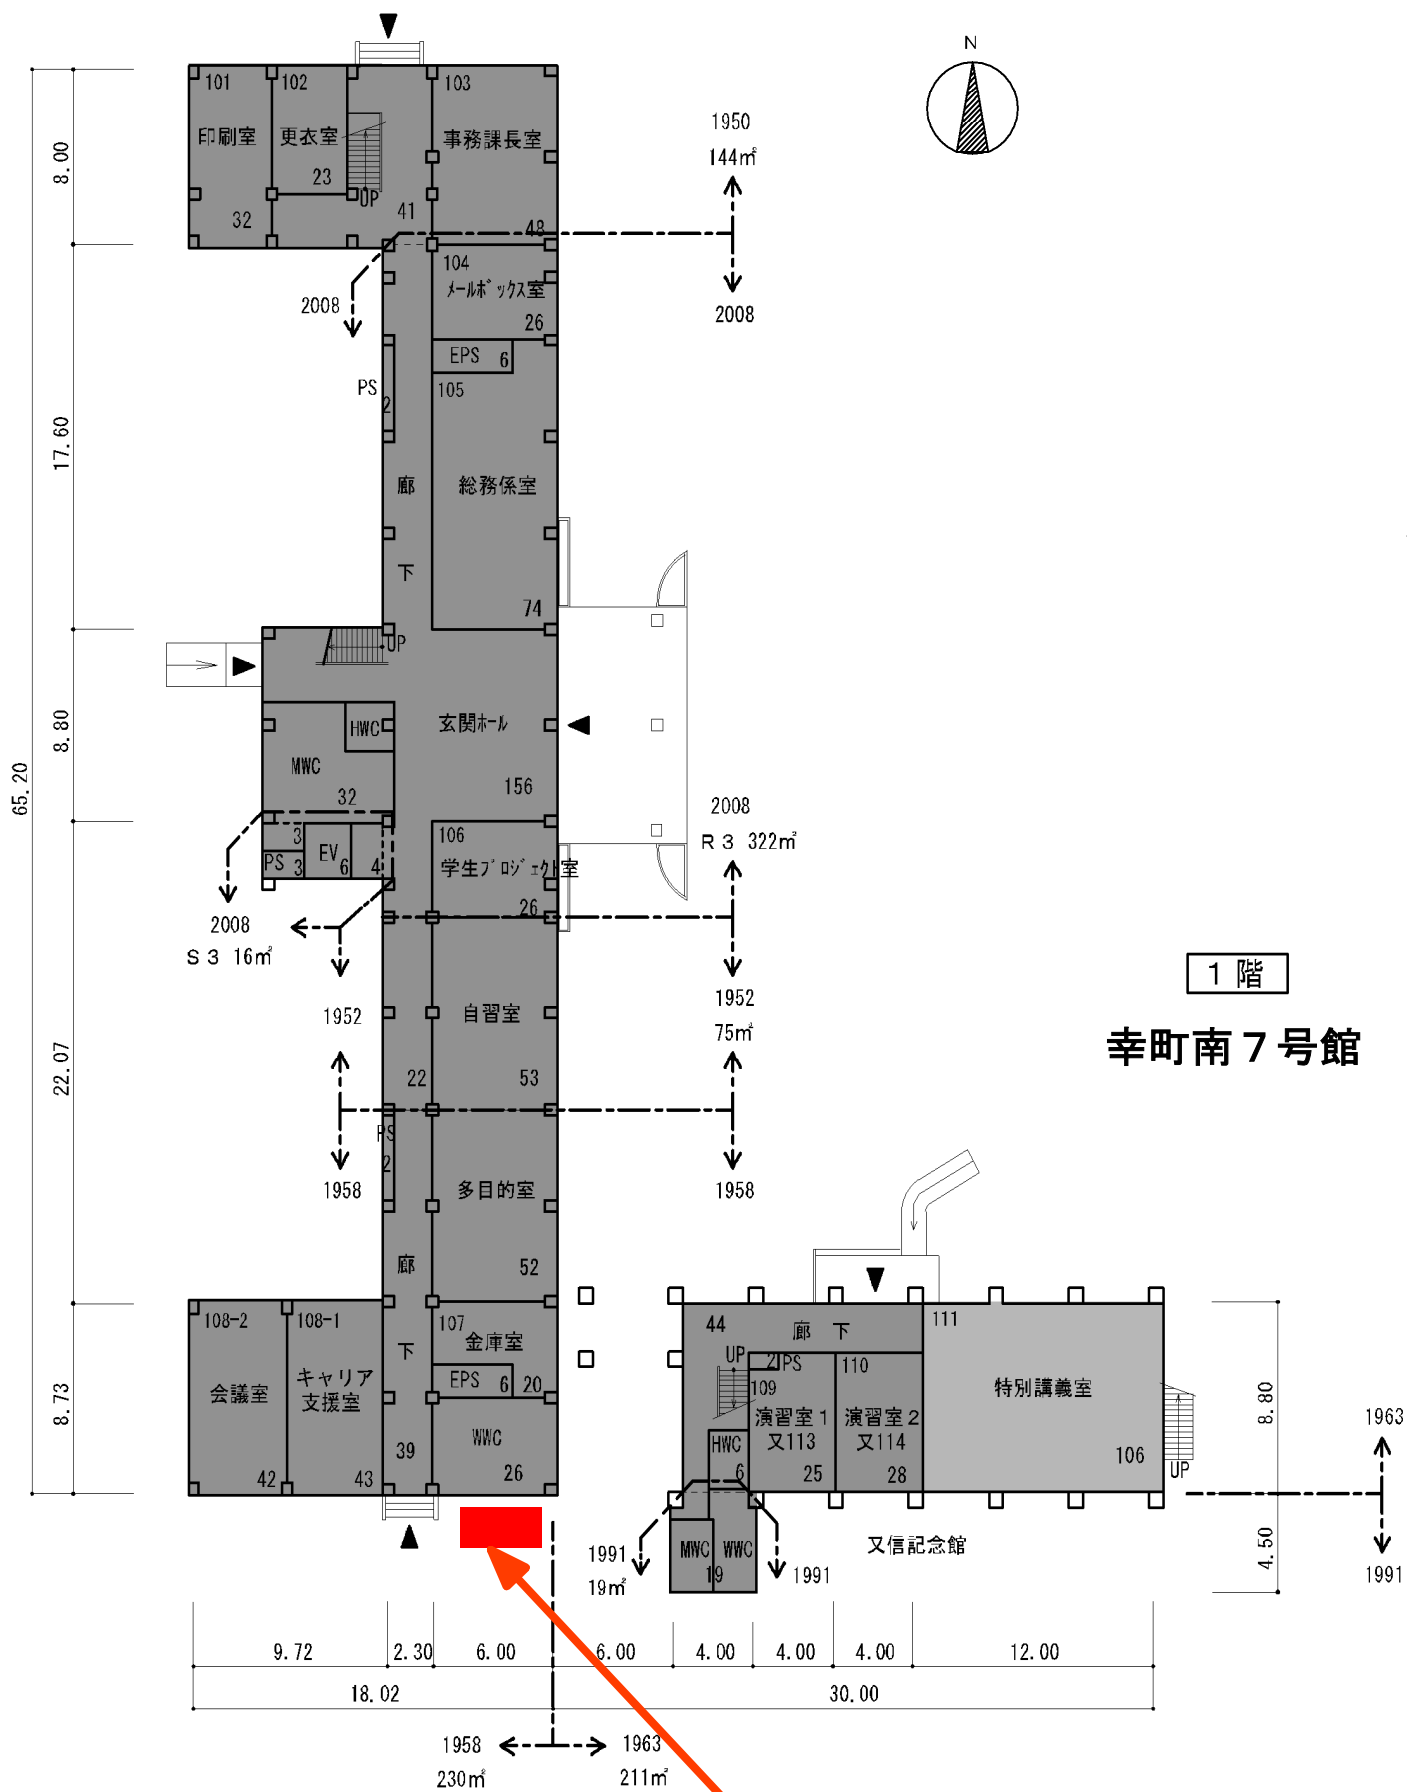 N
101
印刷室
32
102
更衣室
23
UP
41
103
事務課長室
48
1950
144㎡
2008
2008
104
メールボックス室
26
EPS 6
105
総務係室
74
PS
2
廊
下
UP
玄関ホール
156
HWC
MWC
32
3
PS 3
EV 6
4
2008
S3 16㎡
106
学生プロジェクト室
26
2008
R3 322㎡
1952
75㎡
1952
自習室
53
22
1958
1958
PS
2
多目的室
52
廊
下
39
107
金庫室
20
EPS 6
WWC
26
108-2
会議室
42
108-1
キャリア
支援室
43
1階
幸町南7号館
44
廊 下
UP
2 PS
109
演習室1
又113
25
110
演習室2
又114
28
111
特別講義室
106
UP
HWC
6
MWC
WWC
19
又信記念館
1991
19㎡
1991
1963
1991
8.00
17.60
8.80
22.07
8.73
65.20
8.80
4.50
9.72
2.30
6.00
6.00
4.00
4.00
4.00
12.00
18.02
30.00
1958
230㎡
1963
211㎡